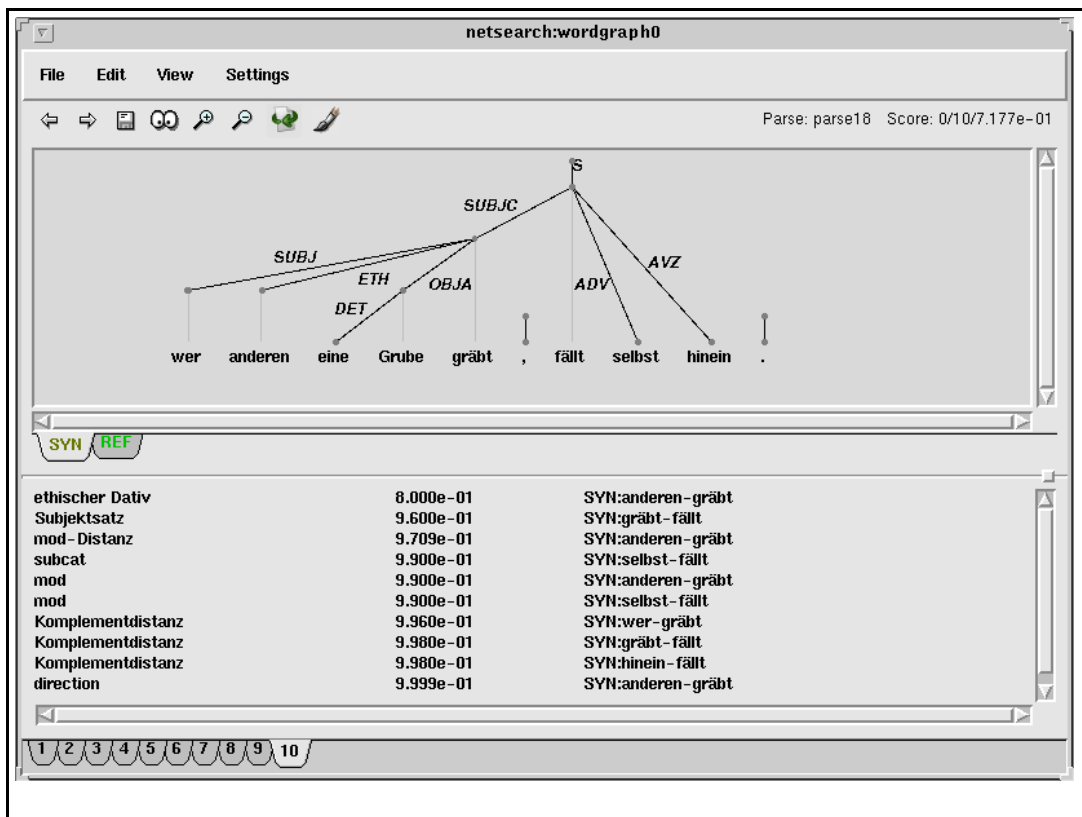 netsearch:wordgraph0
File Edit View Settings
Parse: parse18 Score: 0/10/7.177e-01
S
SUBJC
SUBJ
AVZ
ETH OBJA ADV
DET
wer anderen eine Grube gräbt , fällt selbst hinein .
SYN REF
ethischer Dativ 8.000e-01 SYN:anderen-gräbt
Subjektsatz 9.600e-01 SYN:gräbt-fällt
mod-Distanz 9.709e-01 SYN:anderen-gräbt
subcat 9.900e-01 SYN:selbst-fällt
mod 9.900e-01 SYN:anderen-gräbt
mod 9.900e-01 SYN:selbst-fällt
Komplementdistanz 9.960e-01 SYN:wer-gräbt
Komplementdistanz 9.980e-01 SYN:gräbt-fällt
Komplementdistanz 9.980e-01 SYN:hinein-fällt
direction 9.999e-01 SYN:anderen-gräbt
1 2 3 4 5 6 7 8 9 10